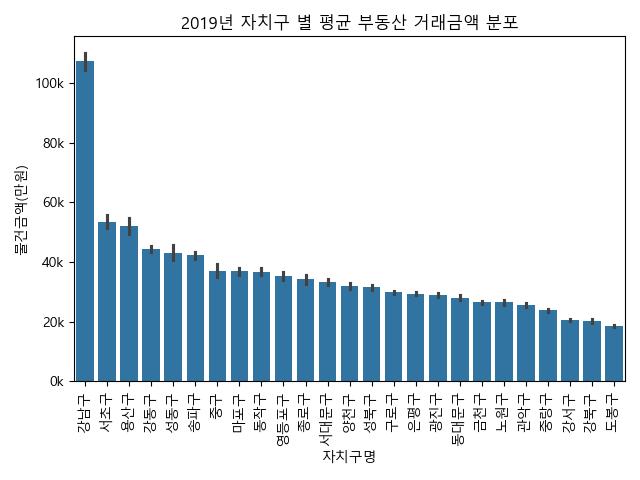 2019년 자치구 별 평균 부동산 거래금액 분포
물건금액(만원)
100k
80k
60k
40k
20k
0k
강남구
서초구
용산구
강동구
성동구
송파구
중구
마포구
동작구
영등포구
종로구
서대문구
양천구
성북구
구로구
은평구
광진구
동대문구
금천구
노원구
관악구
중랑구
강서구
강북구
도봉구
자치구명